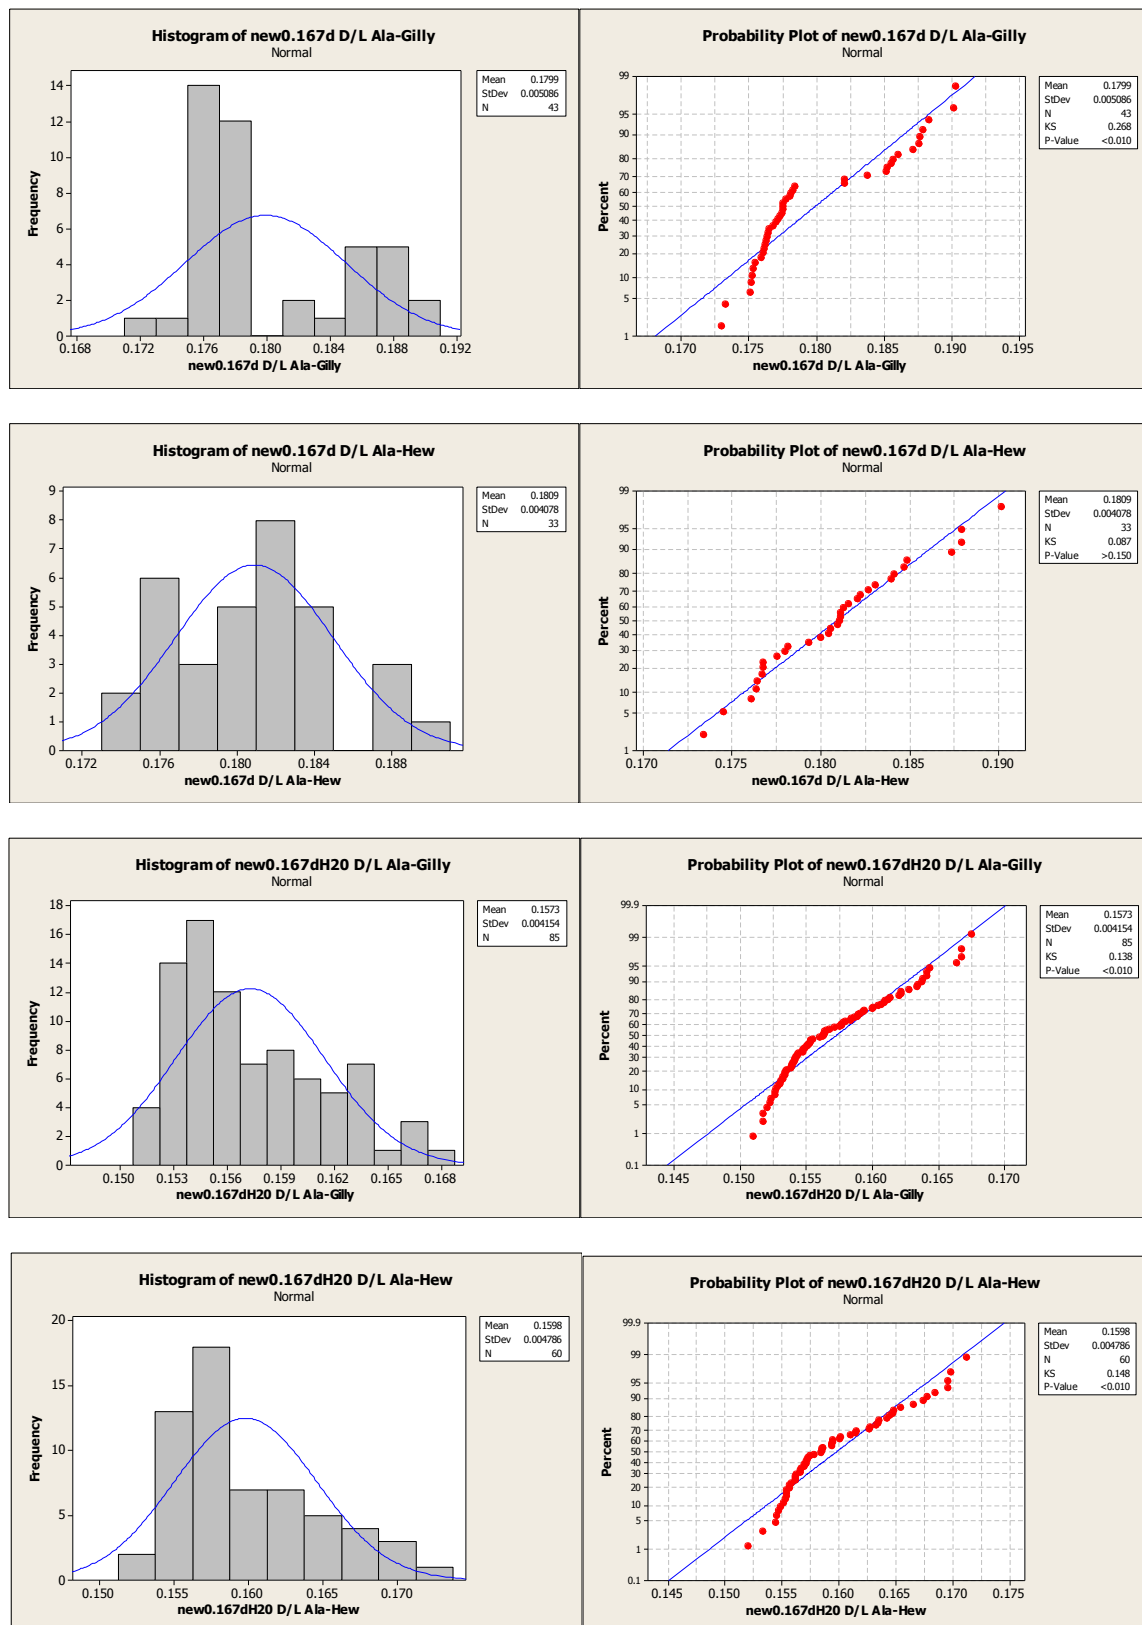 Histogram of new0.167d D/L Ala-Gilly
Normal
Mean 0.1799
StDev 0.005086
N 43
14
12
10
8
6
4
2
0
Frequency
0.168 0.172 0.176 0.180 0.184 0.188 0.192
new0.167d D/L Ala-Gilly
Probability Plot of new0.167d D/L Ala-Gilly
Normal
Mean 0.1799
StDev 0.005086
N 43
KS 0.268
P-Value <0.010
99
95
90
80
70
60
50
40
30
20
10
5
1
Percent
0.170 0.175 0.180 0.185 0.190 0.195
new0.167d D/L Ala-Gilly
Histogram of new0.167d D/L Ala-Hew
Normal
Mean 0.1809
StDev 0.004078
N 33
9
8
7
6
5
4
3
2
1
0
Frequency
0.172 0.176 0.180 0.184 0.188
new0.167d D/L Ala-Hew
Probability Plot of new0.167d D/L Ala-Hew
Normal
Mean 0.1809
StDev 0.004078
N 33
KS 0.087
P-Value >0.150
99
95
90
80
70
60
50
40
30
20
10
5
1
Percent
0.170 0.175 0.180 0.185 0.190
new0.167d D/L Ala-Hew
Histogram of new0.167dH20 D/L Ala-Gilly
Normal
Mean 0.1573
StDev 0.004154
N 85
18
16
14
12
10
8
6
4
2
0
Frequency
0.150 0.153 0.156 0.159 0.162 0.165 0.168
new0.167dH20 D/L Ala-Gilly
Probability Plot of new0.167dH20 D/L Ala-Gilly
Normal
Mean 0.1573
StDev 0.004154
N 85
KS 0.138
P-Value <0.010
99.9
99
95
90
80
70
60
50
40
30
20
10
5
1
0.1
Percent
0.145 0.150 0.155 0.160 0.165 0.170
new0.167dH20 D/L Ala-Gilly
Histogram of new0.167dH20 D/L Ala-Hew
Normal
Mean 0.1598
StDev 0.004786
N 60
20
15
10
5
0
Frequency
0.150 0.155 0.160 0.165 0.170
new0.167dH20 D/L Ala-Hew
Probability Plot of new0.167dH20 D/L Ala-Hew
Normal
Mean 0.1598
StDev 0.004786
N 60
KS 0.148
P-Value <0.010
99.9
99
95
90
80
70
60
50
40
30
20
10
5
1
0.1
Percent
0.145 0.150 0.155 0.160 0.165 0.170 0.175
new0.167dH20 D/L Ala-Hew